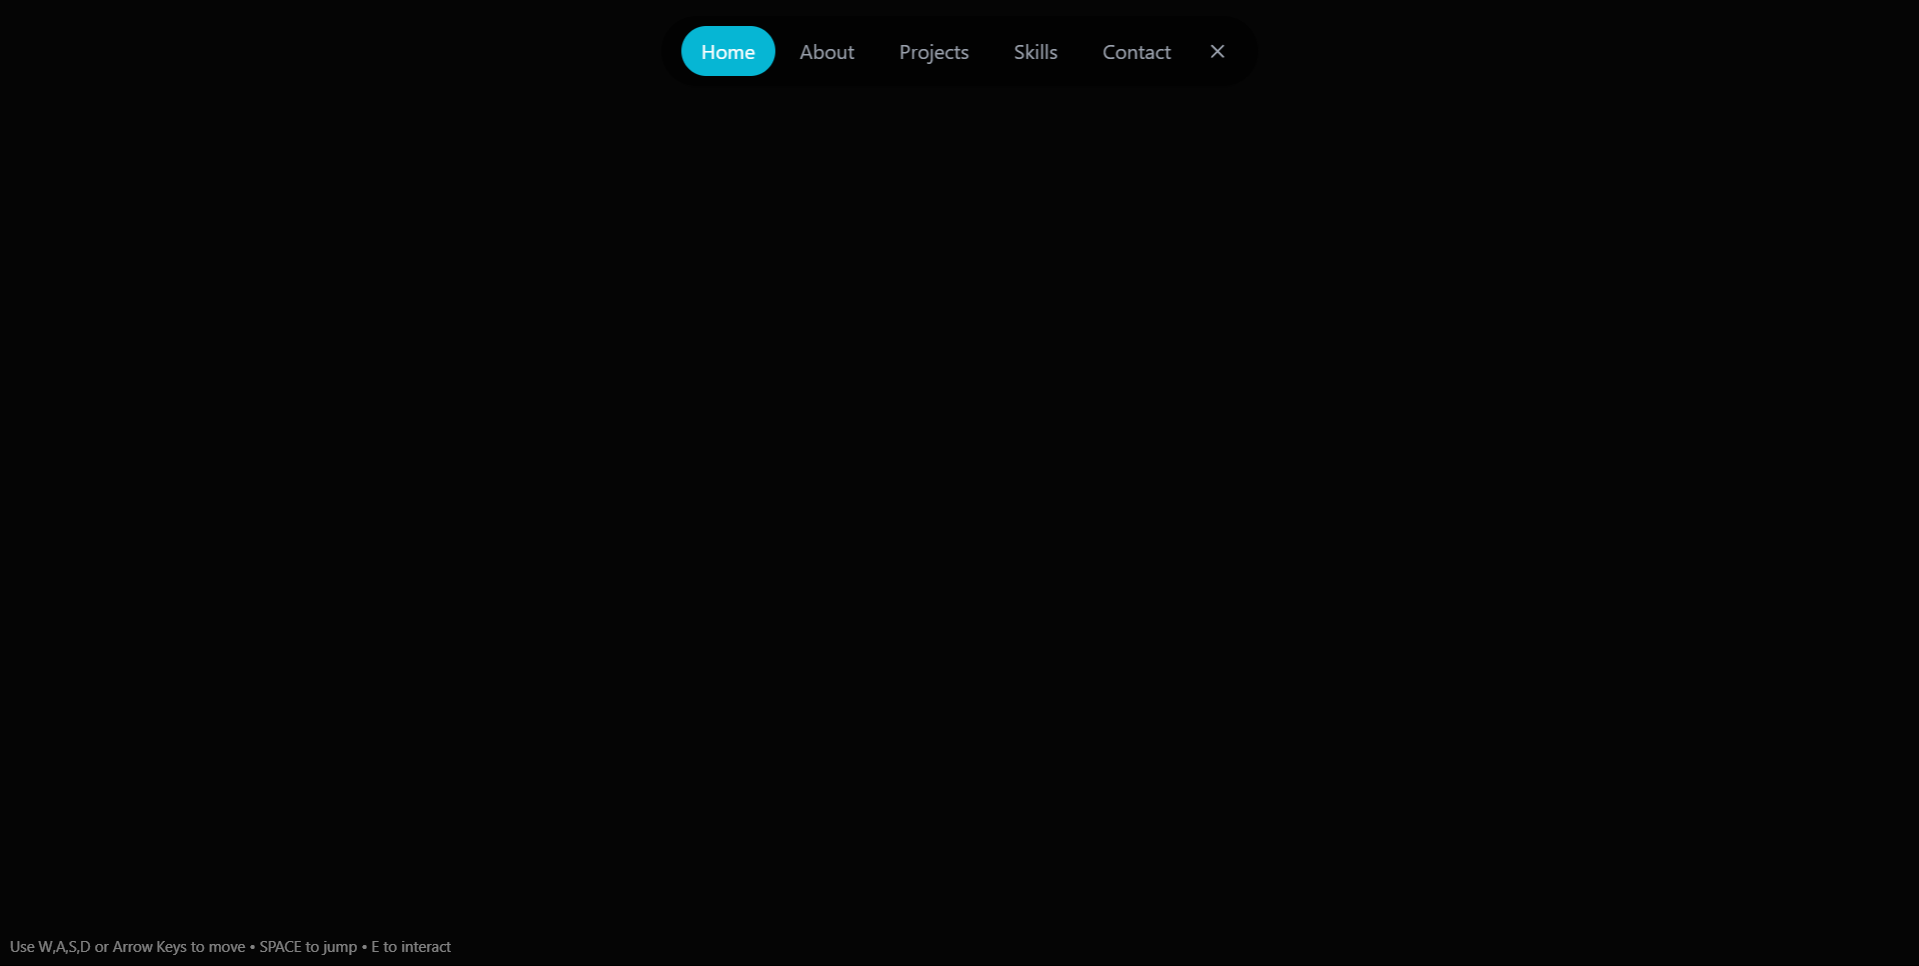 Home About Projects Skills Contact ×
Use W,A,S,D or Arrow Keys to move • SPACE to jump • E to interact